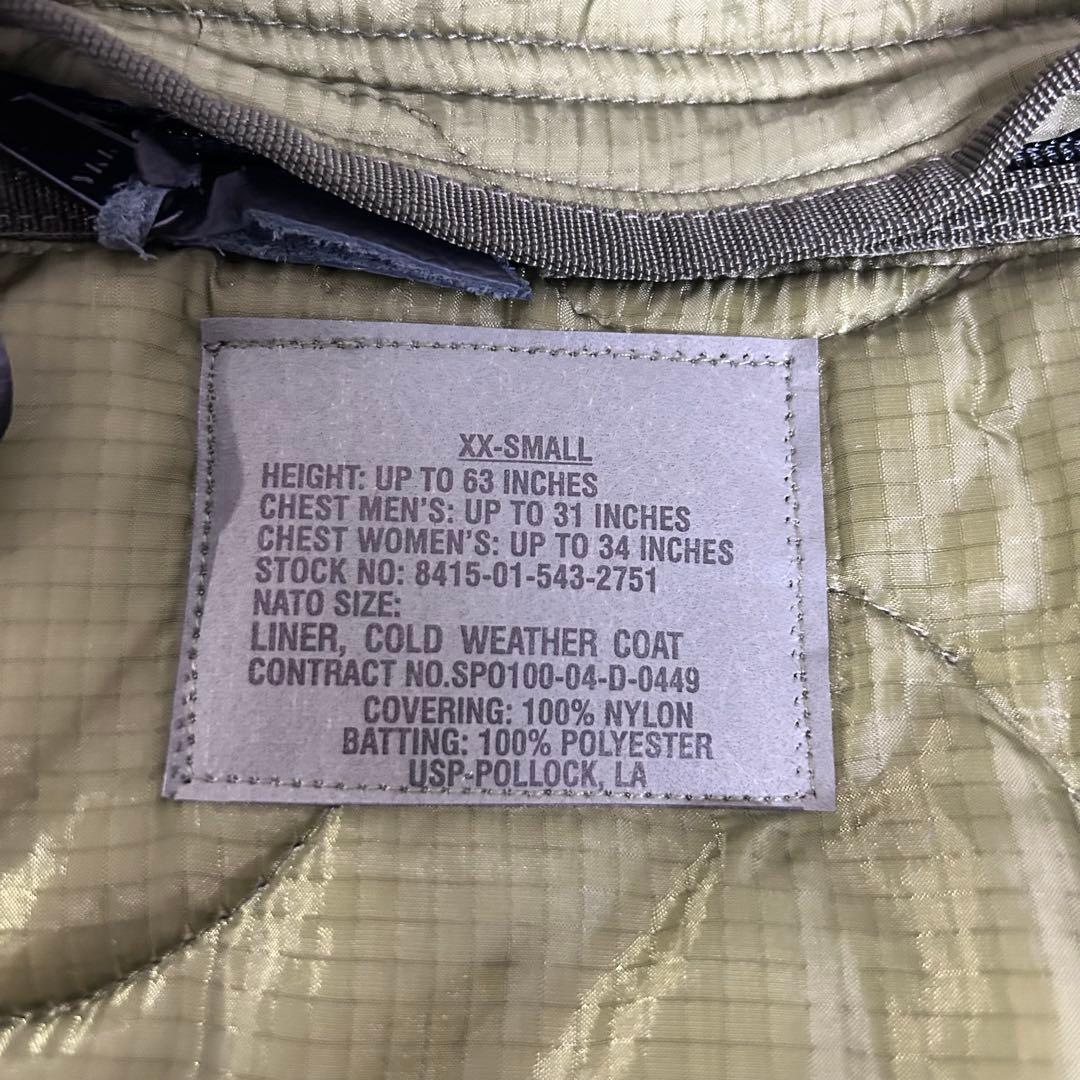 XX-SMALL
HEIGHT: UP TO 63 INCHES
CHEST MEN'S: UP TO 31 INCHES
CHEST WOMEN'S: UP TO 34 INCHES
STOCK NO: 8415-01-543-2751
NATO SIZE:
LINER, COLD WEATHER COAT
CONTRACT NO.SPO100-04-D-0449
COVERING: 100% NYLON
BATTING: 100% POLYESTER
USP-POLLOCK, LA